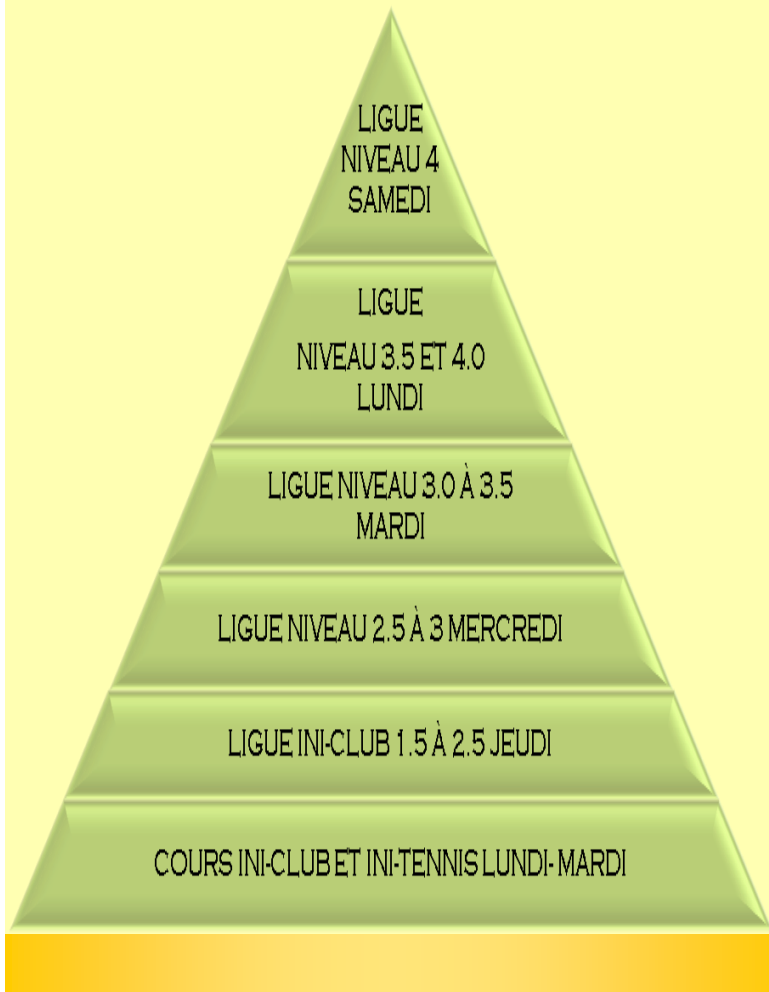 LIGUE
NIVEAU 4
SAMEDI
LIGUE
NIVEAU 3.5 ET 4.0
LUNDI
LIGUE NIVEAU 3.0 À 3.5
MARDI
LIGUE NIVEAU 2.5 À 3 MERCREDI
LIGUE INI-CLUB 1.5 À 2.5 JEUDI
COURS INI-CLUB ET INI-TENNIS LUNDI- MARDI